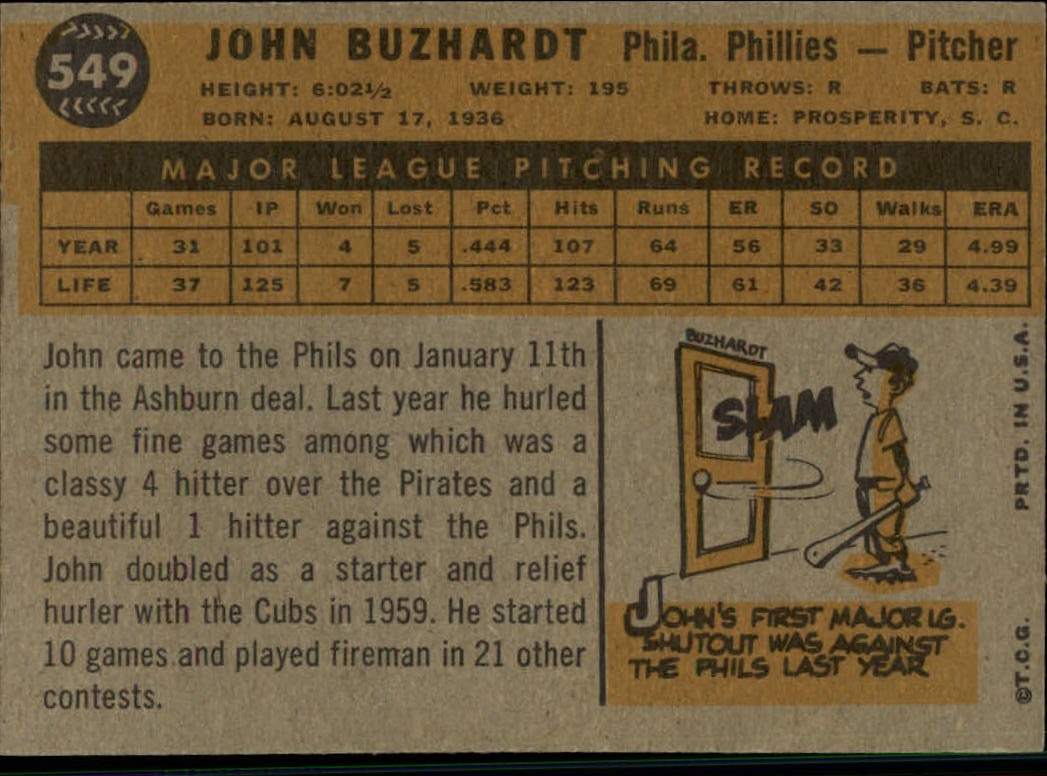 549
JOHN BUZHARDT Phila. Phillies — Pitcher
HEIGHT: 6:02½ WEIGHT: 195 THROWS: R BATS: R
BORN: AUGUST 17, 1936 HOME: PROSPERITY, S. C.
MAJOR LEAGUE PITCHING RECORD
Games IP Won Lost Pct Hits Runs ER SO Walks ERA
YEAR 31 101 4 5 .444 107 64 56 33 29 4.99
LIFE 37 125 7 5 .583 123 69 61 42 36 4.39
John came to the Phils on January 11th
in the Ashburn deal. Last year he hurled
some fine games among which was a
classy 4 hitter over the Pirates and a
beautiful 1 hitter against the Phils.
John doubled as a starter and relief
hurler with the Cubs in 1959. He started
10 games and played fireman in 21 other
contests.
BUZHARDT
SLAM
JOHN'S FIRST MAJOR LG.
SHUTOUT WAS AGAINST
THE PHILS LAST YEAR
©T.C.G. PRTD. IN U.S.A.